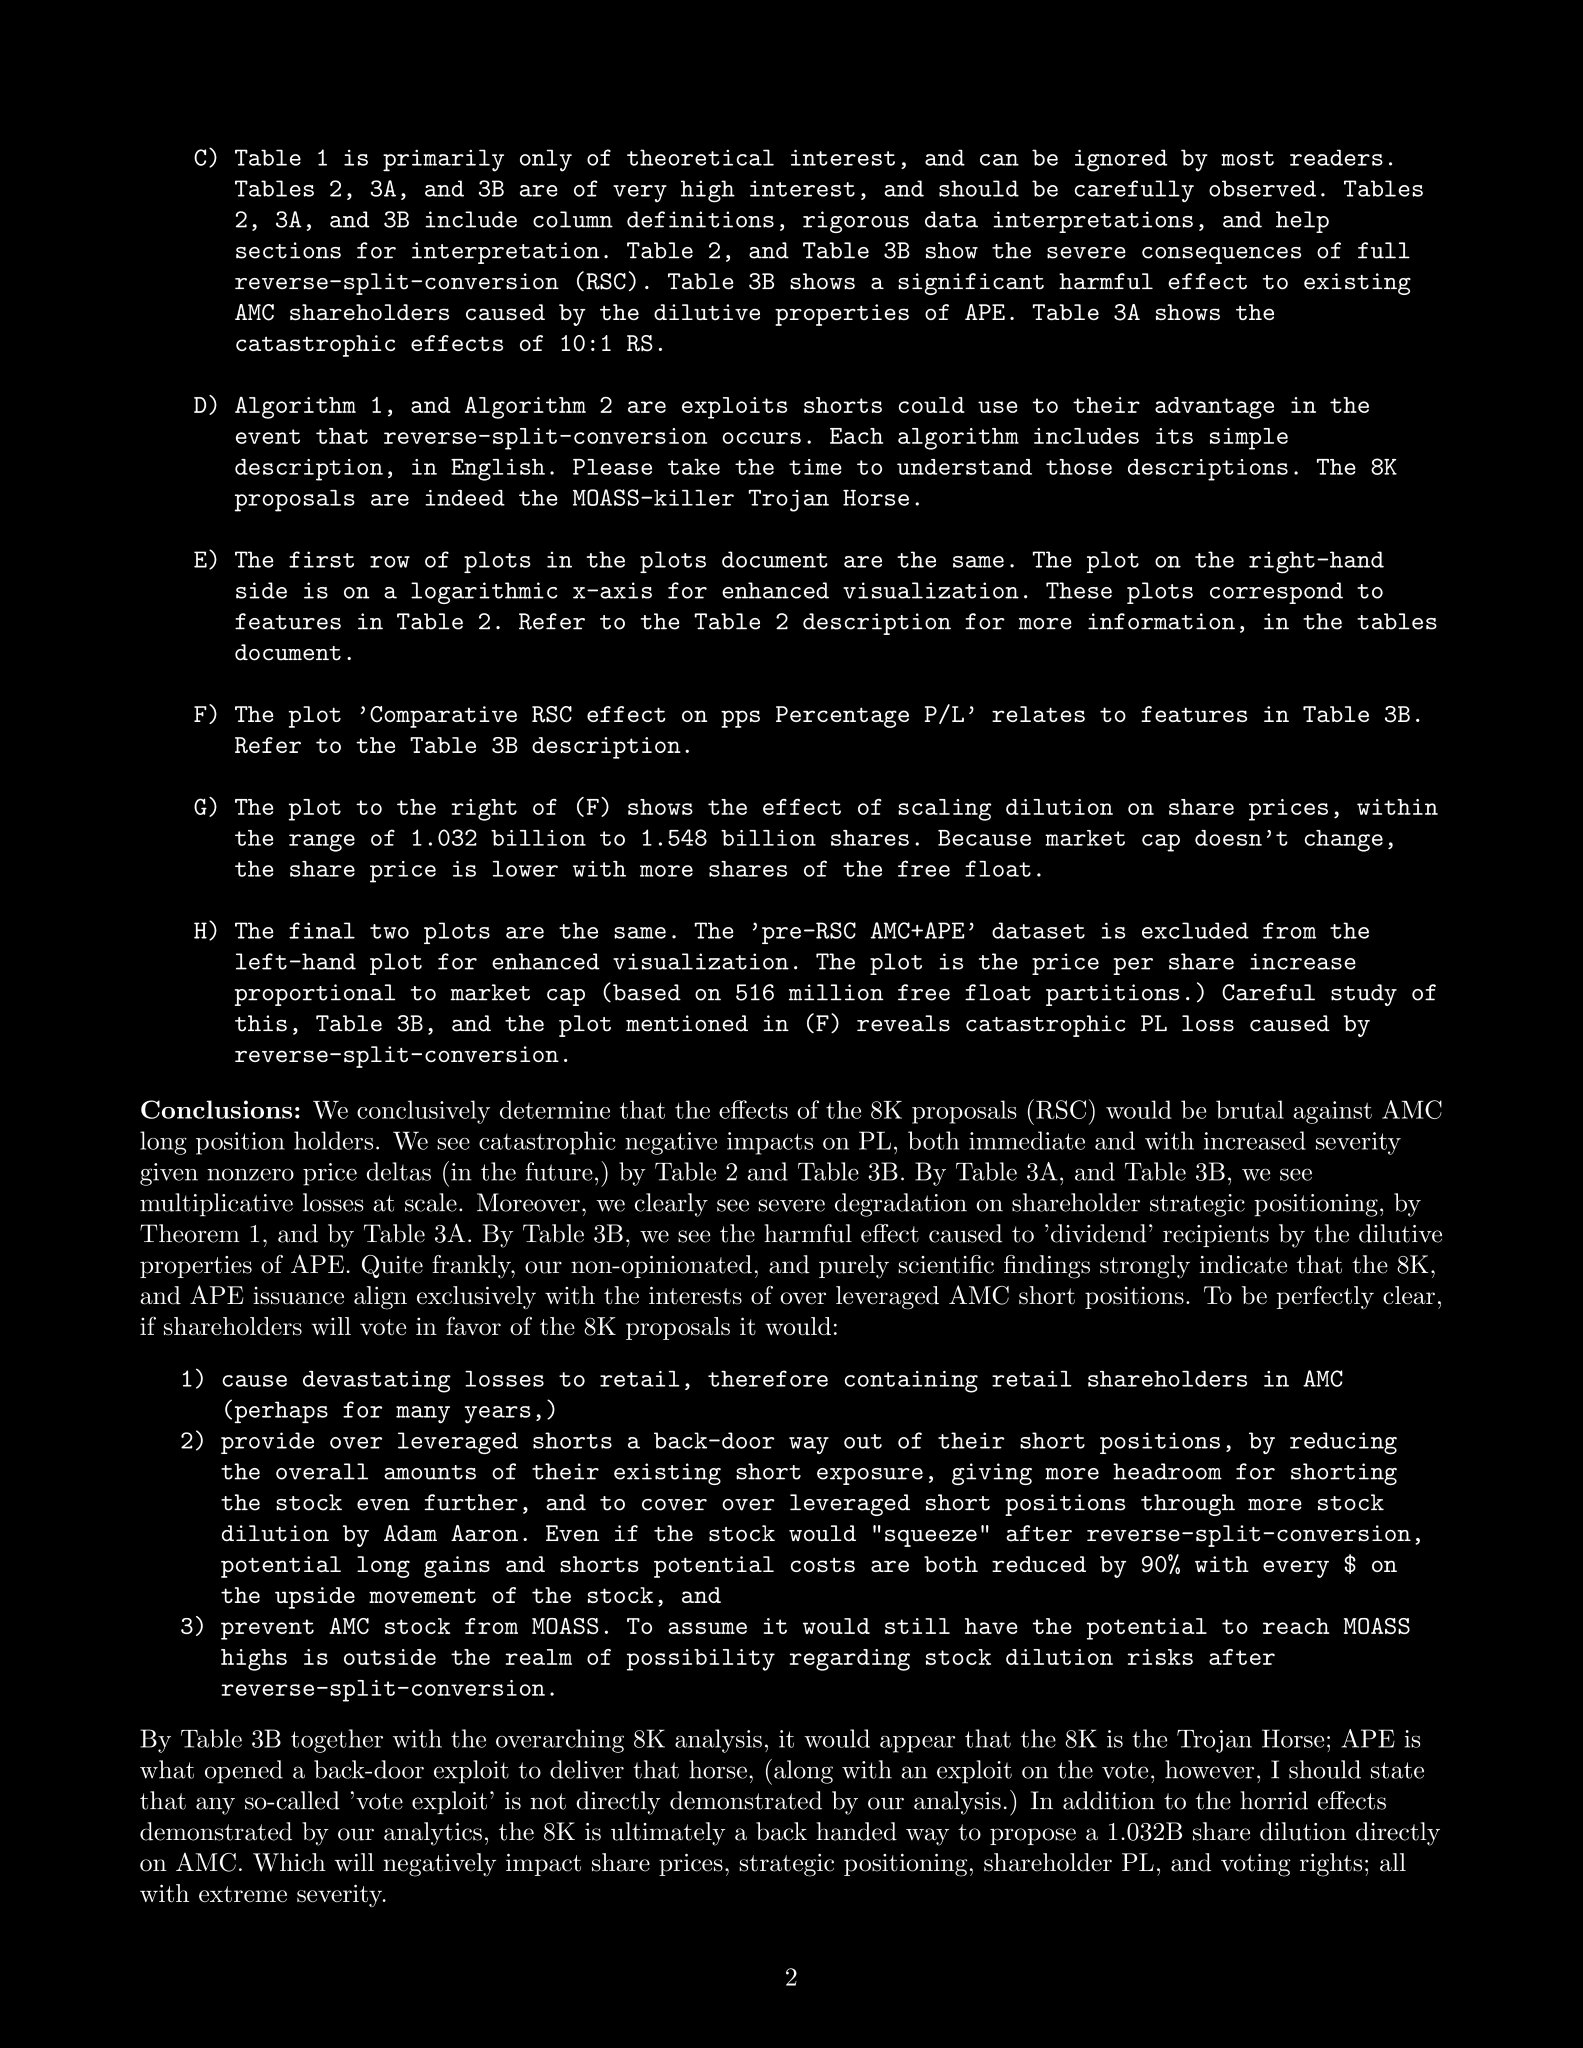 C) Table 1 is primarily only of theoretical interest, and can be ignored by most readers.
Tables 2, 3A, and 3B are of very high interest, and should be carefully observed. Tables
2, 3A, and 3B include column definitions, rigorous data interpretations, and help
sections for interpretation. Table 2, and Table 3B show the severe consequences of full
reverse-split-conversion (RSC). Table 3B shows a significant harmful effect to existing
AMC shareholders caused by the dilutive properties of APE. Table 3A shows the
catastrophic effects of 10:1 RS.
D) Algorithm 1, and Algorithm 2 are exploits shorts could use to their advantage in the
event that reverse-split-conversion occurs. Each algorithm includes its simple
description, in English. Please take the time to understand those descriptions. The 8K
proposals are indeed the MOASS-killer Trojan Horse.
E) The first row of plots in the plots document are the same. The plot on the right-hand
side is on a logarithmic x-axis for enhanced visualization. These plots correspond to
features in Table 2. Refer to the Table 2 description for more information, in the tables
document.
F) The plot 'Comparative RSC effect on pps Percentage P/L' relates to features in Table 3B.
Refer to the Table 3B description.
G) The plot to the right of (F) shows the effect of scaling dilution on share prices, within
the range of 1.032 billion to 1.548 billion shares. Because market cap doesn't change,
the share price is lower with more shares of the free float.
H) The final two plots are the same. The 'pre-RSC AMC+APE' dataset is excluded from the
left-hand plot for enhanced visualization. The plot is the price per share increase
proportional to market cap (based on 516 million free float partitions.) Careful study of
this, Table 3B, and the plot mentioned in (F) reveals catastrophic PL loss caused by
reverse-split-conversion.
Conclusions: We conclusively determine that the effects of the 8K proposals (RSC) would be brutal against AMC
long position holders. We see catastrophic negative impacts on PL, both immediate and with increased severity
given nonzero price deltas (in the future,) by Table 2 and Table 3B. By Table 3A, and Table 3B, we see
multiplicative losses at scale. Moreover, we clearly see severe degradation on shareholder strategic positioning, by
Theorem 1, and by Table 3A. By Table 3B, we see the harmful effect caused to 'dividend' recipients by the dilutive
properties of APE. Quite frankly, our non-opinionated, and purely scientific findings strongly indicate that the 8K,
and APE issuance align exclusively with the interests of over leveraged AMC short positions. To be perfectly clear,
if shareholders will vote in favor of the 8K proposals it would:
1) cause devastating losses to retail, therefore containing retail shareholders in AMC
(perhaps for many years,)
2) provide over leveraged shorts a back-door way out of their short positions, by reducing
the overall amounts of their existing short exposure, giving more headroom for shorting
the stock even further, and to cover over leveraged short positions through more stock
dilution by Adam Aaron. Even if the stock would "squeeze" after reverse-split-conversion,
potential long gains and shorts potential costs are both reduced by 90% with every $ on
the upside movement of the stock, and
3) prevent AMC stock from MOASS. To assume it would still have the potential to reach MOASS
highs is outside the realm of possibility regarding stock dilution risks after
reverse-split-conversion.
By Table 3B together with the overarching 8K analysis, it would appear that the 8K is the Trojan Horse; APE is
what opened a back-door exploit to deliver that horse, (along with an exploit on the vote, however, I should state
that any so-called 'vote exploit' is not directly demonstrated by our analysis.) In addition to the horrid effects
demonstrated by our analytics, the 8K is ultimately a back handed way to propose a 1.032B share dilution directly
on AMC. Which will negatively impact share prices, strategic positioning, shareholder PL, and voting rights; all
with extreme severity.
2